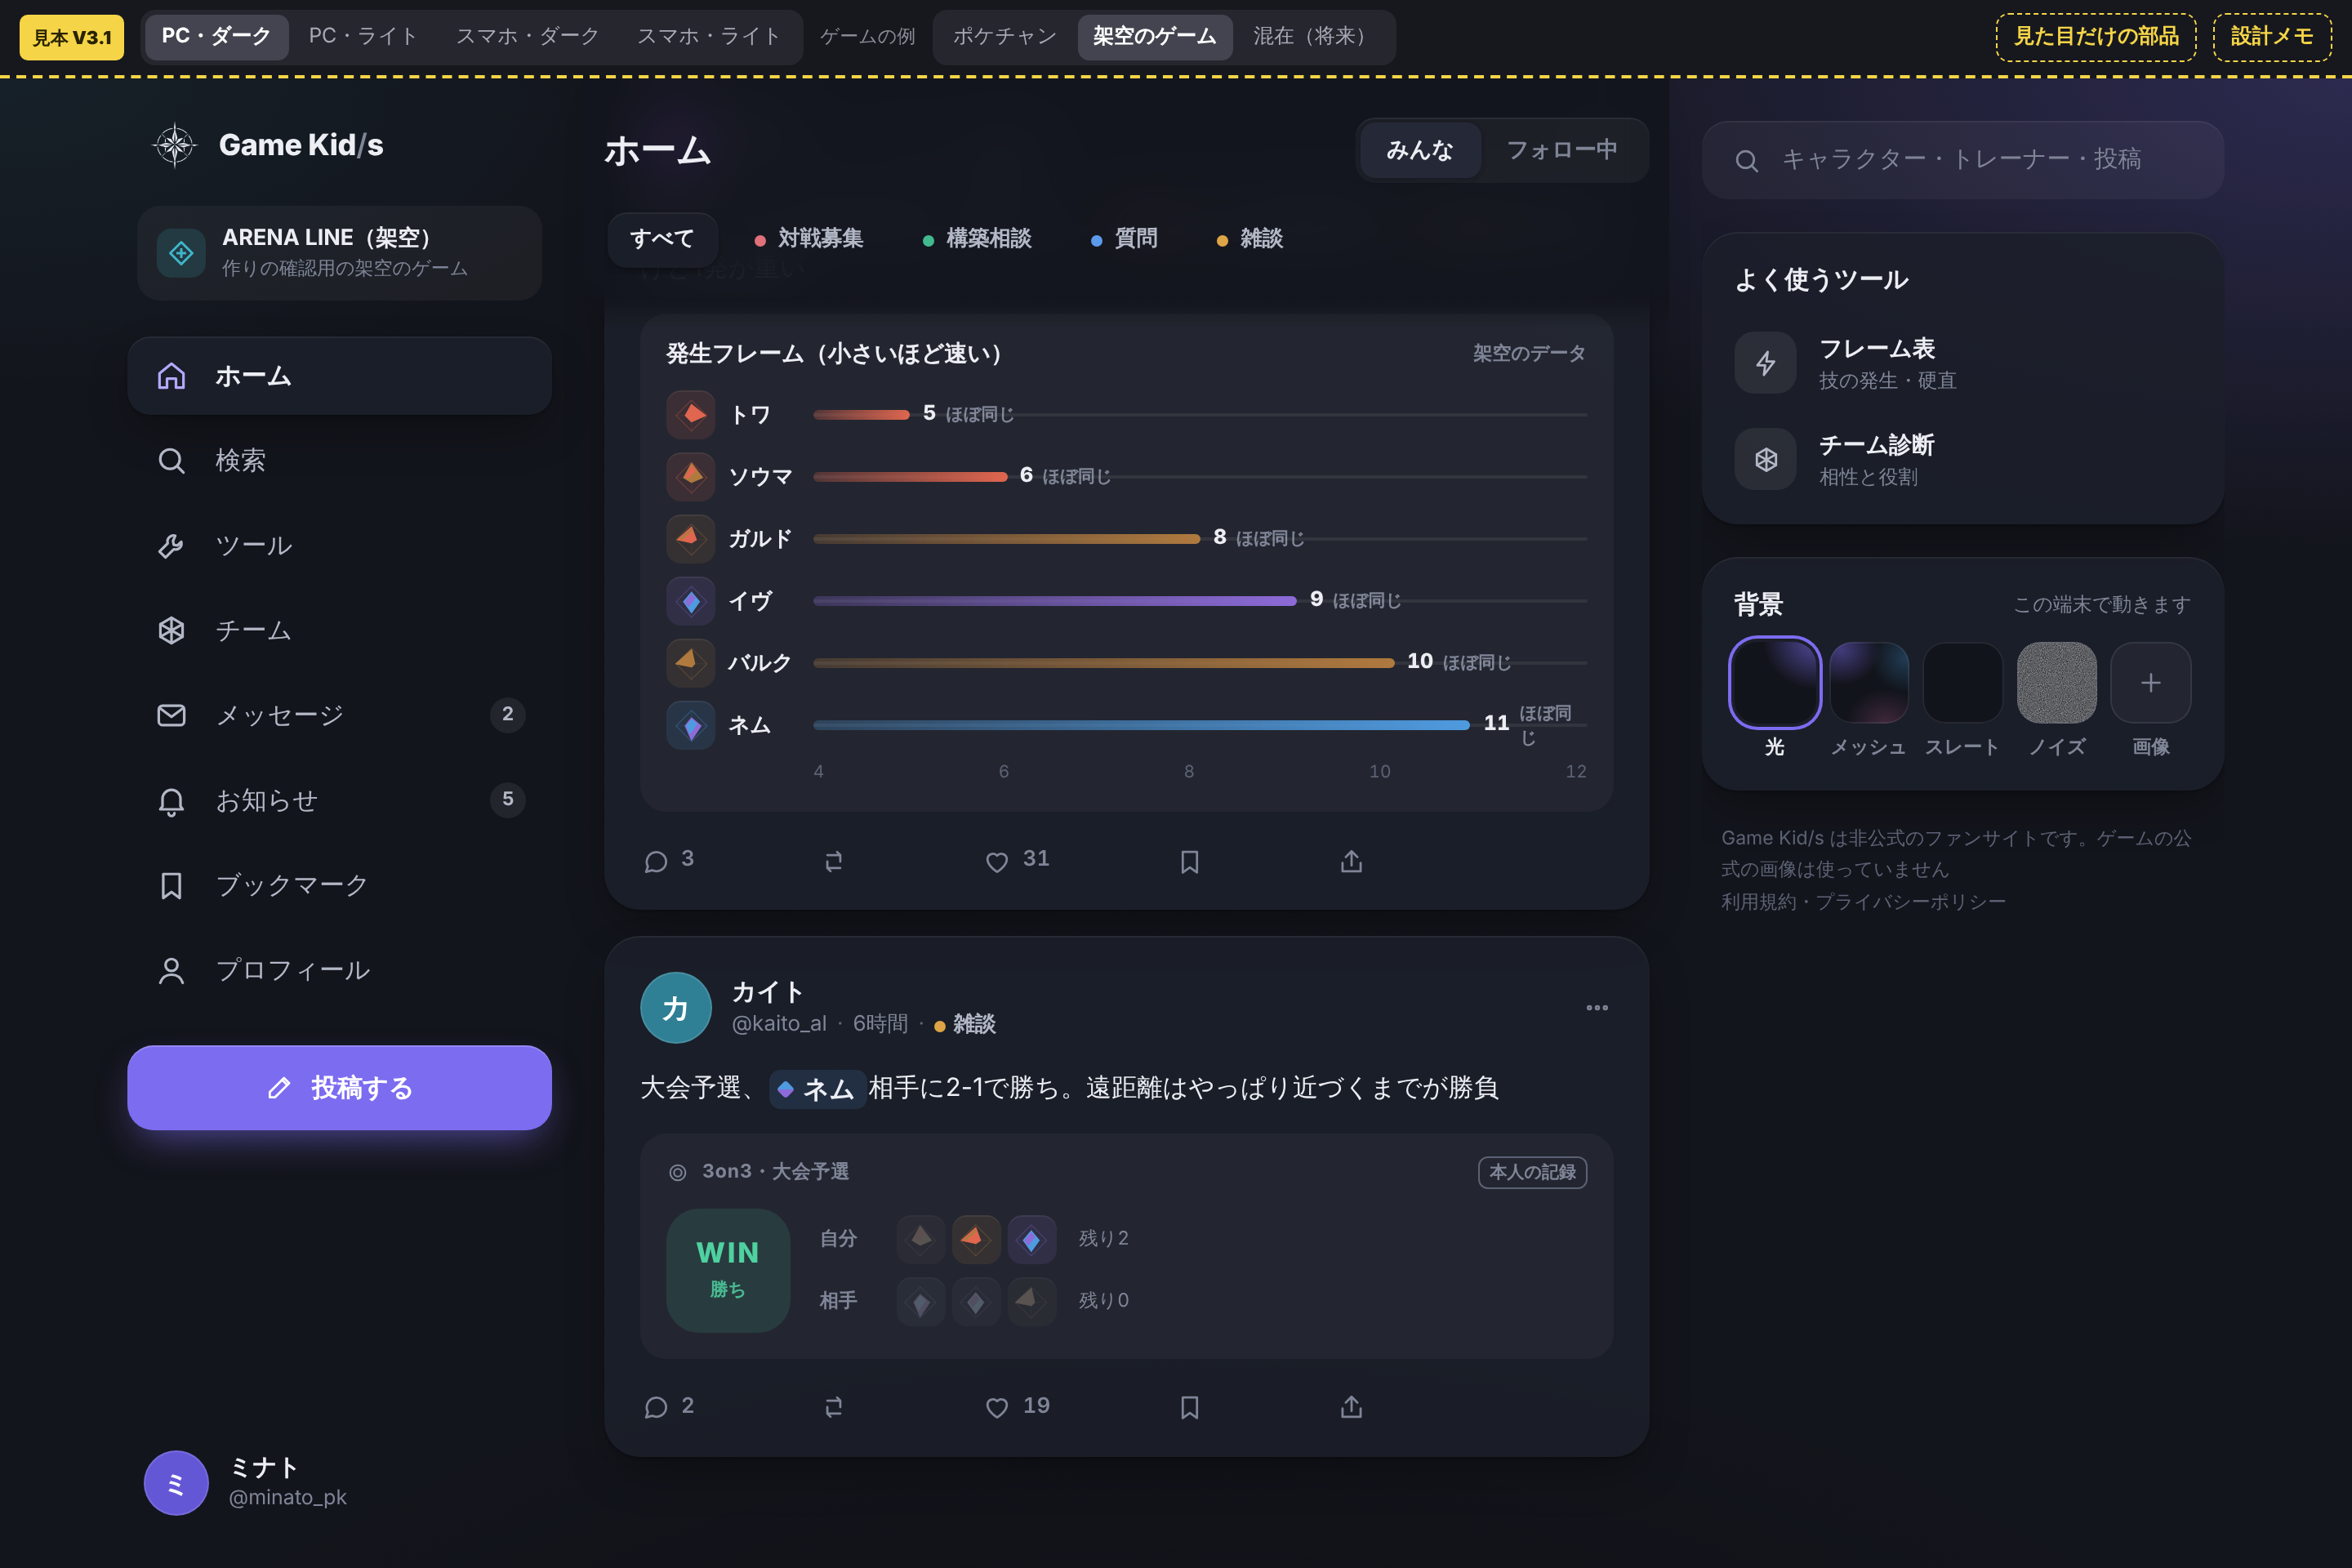 見本 V3.1
PC・ダーク
PC・ライト
スマホ・ダーク
スマホ・ライト
ゲームの例
ポケチャン
架空のゲーム
混在（将来）
見た目だけの部品
設計メモ
Game Kid/s
ARENA LINE（架空）
作りの確認用の架空のゲーム
ホーム
検索
ツール
チーム
メッセージ
2
お知らせ
5
ブックマーク
プロフィール
投稿する
ミ
ミナト
@minato_pk
ホーム
みんな
フォロー中
すべて
対戦募集
構築相談
質問
雑談
発生フレーム（小さいほど速い）
架空のデータ
トワ
5 ほぼ同じ
ソウマ
6 ほぼ同じ
ガルド
8 ほぼ同じ
イヴ
9 ほぼ同じ
バルク
10 ほぼ同じ
ネム
11 ほぼ同
じ
4 6 8 10 12
3
31
カ
カイト
@kaito_al · 6時間 · 雑談
大会予選、ネム相手に2-1で勝ち。遠距離はやっぱり近づくまでが勝負
3on3・大会予選
本人の記録
WIN
勝ち
自分
残り2
相手
残り0
2
19
キャラクター・トレーナー・投稿
よく使うツール
フレーム表
技の発生・硬直
チーム診断
相性と役割
背景
この端末で動きます
光
メッシュ
スレート
ノイズ
画像
Game Kid/s は非公式のファンサイトです。ゲームの公
式の画像は使っていません
利用規約・プライバシーポリシー